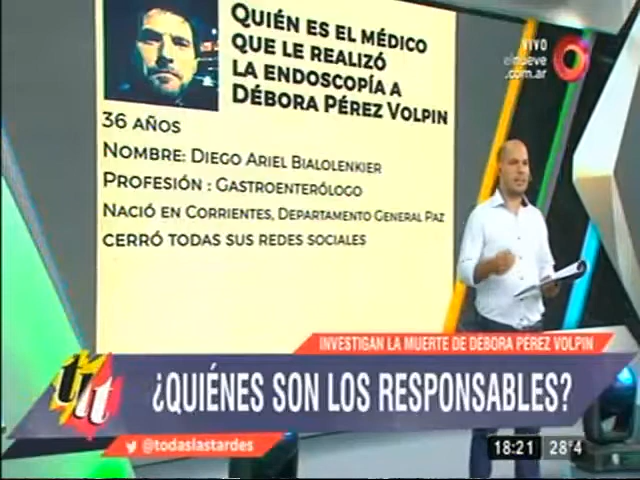 QUIÉN ES EL MÉDICO
QUE LE REALIZÓ
LA ENDOSCOPÍA A
DÉBORA PÉREZ VOLPIN
36 AÑOS
NOMBRE: DIEGO ARIEL BIALOLENKIER
PROFESIÓN : GASTROENTERÓLOGO
NACIÓ EN CORRIENTES, DEPARTAMENTO GENERAL PAZ
CERRÓ TODAS SUS REDES SOCIALES
VIVO
elnueve
.com.ar
INVESTIGAN LA MUERTE DE DÉBORA PÉREZ VOLPIN
tlt
¿QUIÉNES SON LOS RESPONSABLES?
@todaslastardes
18:21 28°4